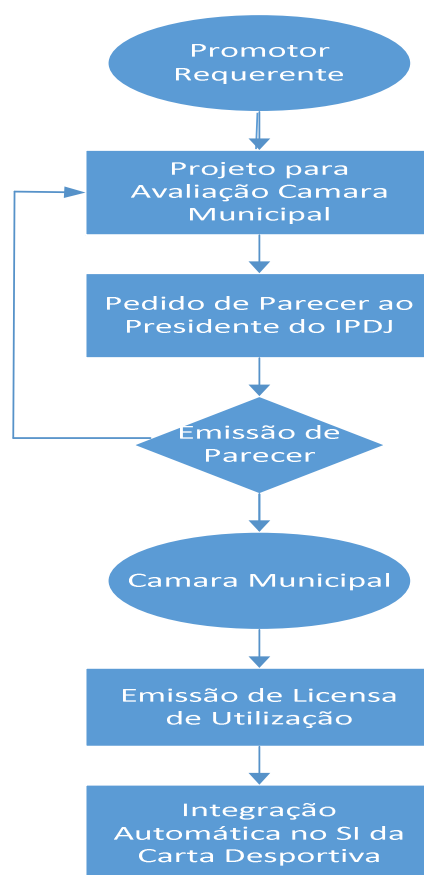 Promotor
Requerente
Projeto para
Avaliação Camara
Municipal
Pedido de Parecer ao
Presidente do IPDJ
Emissão de
Parecer
Camara Municipal
Emissão de Licensa
de Utilização
Integração
Automática no SI da
Carta Desportiva